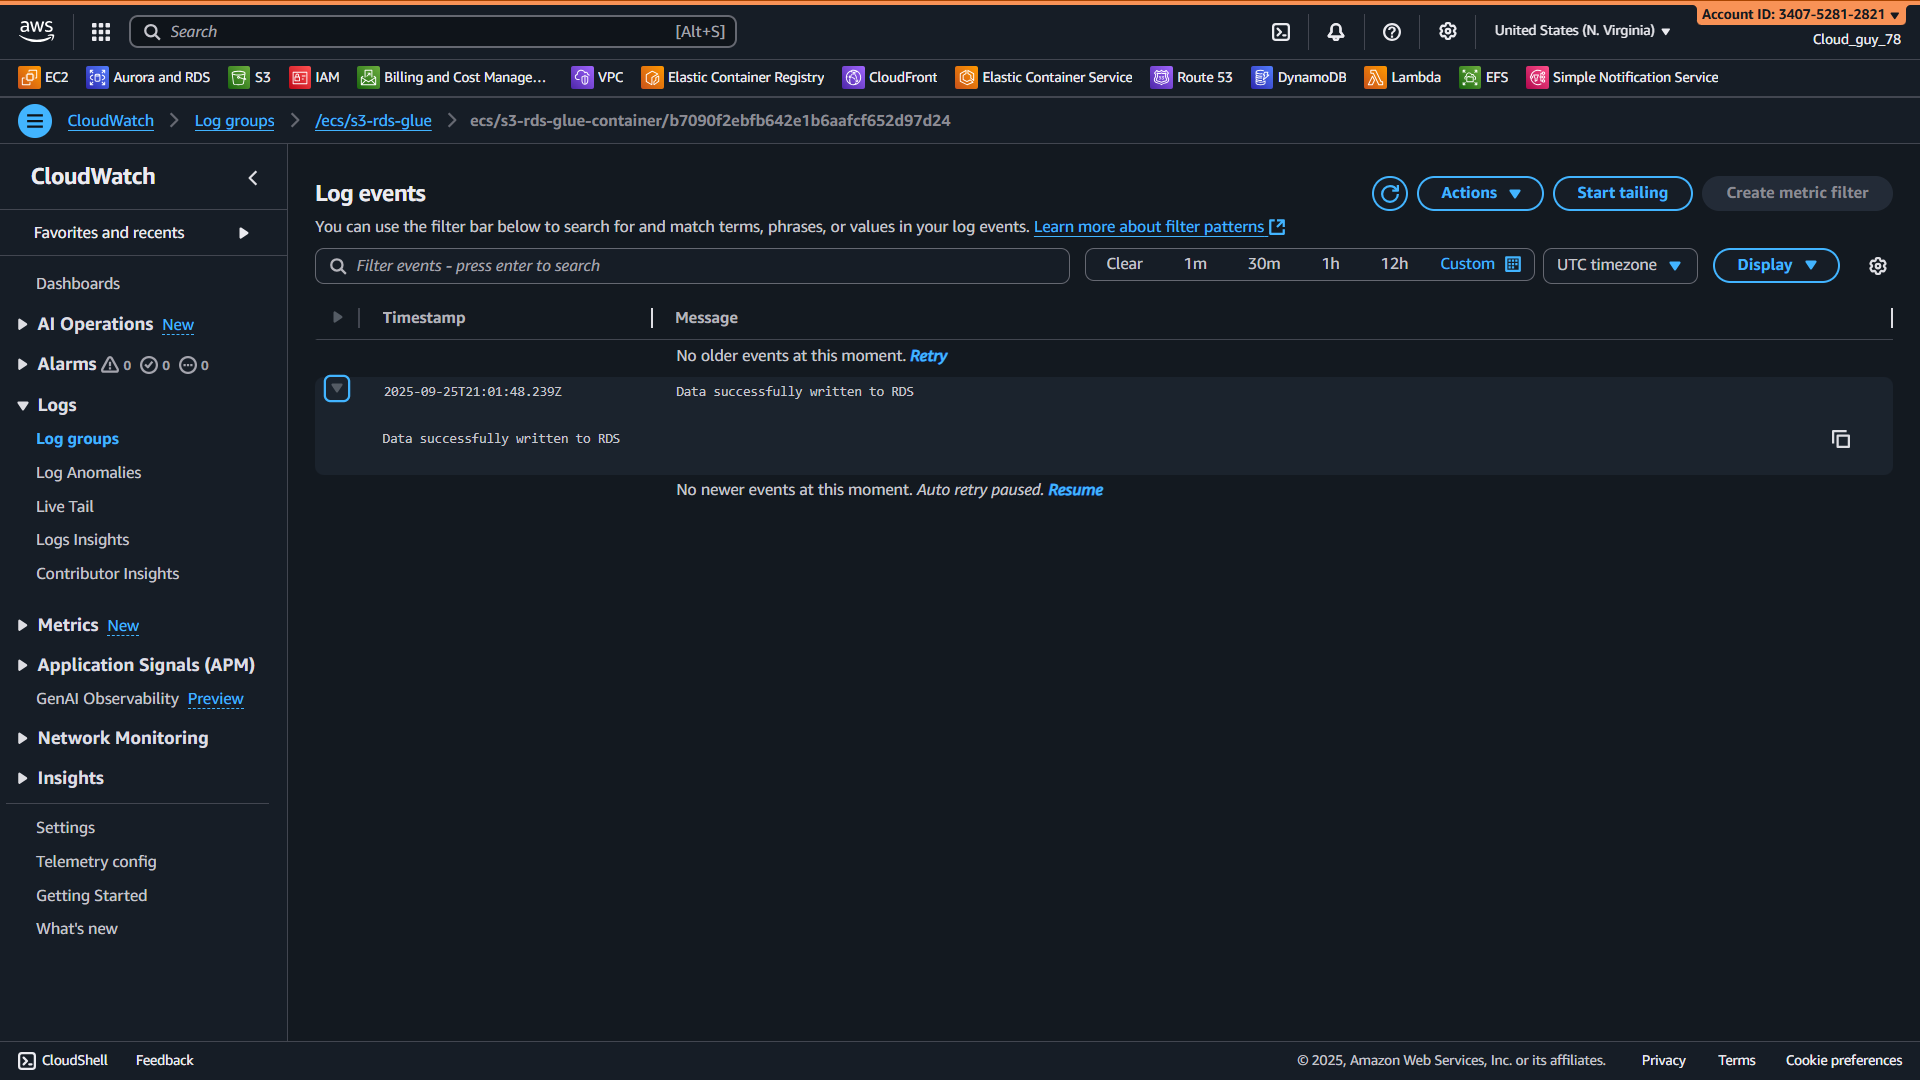 aws
Search [Alt+S]
United States (N. Virginia)
Account ID: 3407-5281-2821
Cloud_guy_78
EC2
Aurora and RDS
S3
IAM
Billing and Cost Manage...
VPC
Elastic Container Registry
CloudFront
Elastic Container Service
Route 53
DynamoDB
Lambda
EFS
Simple Notification Service
CloudWatch
Log groups
/ecs/s3-rds-glue
ecs/s3-rds-glue-container/b7090f2ebfb642e1b6aafcf652d97d24
CloudWatch
Favorites and recents
Dashboards
AI Operations New
Alarms 0 0 0
Logs
Log groups
Log Anomalies
Live Tail
Logs Insights
Contributor Insights
Metrics New
Application Signals (APM)
GenAI Observability Preview
Network Monitoring
Insights
Settings
Telemetry config
Getting Started
What's new
Log events
Actions
Start tailing
Create metric filter
You can use the filter bar below to search for and match terms, phrases, or values in your log events. Learn more about filter patterns
Filter events - press enter to search
Clear 1m 30m 1h 12h Custom
UTC timezone
Display
Timestamp Message
No older events at this moment. Retry
2025-09-25T21:01:48.239Z Data successfully written to RDS
Data successfully written to RDS
No newer events at this moment. Auto retry paused. Resume
CloudShell Feedback
© 2025, Amazon Web Services, Inc. or its affiliates. Privacy Terms Cookie preferences